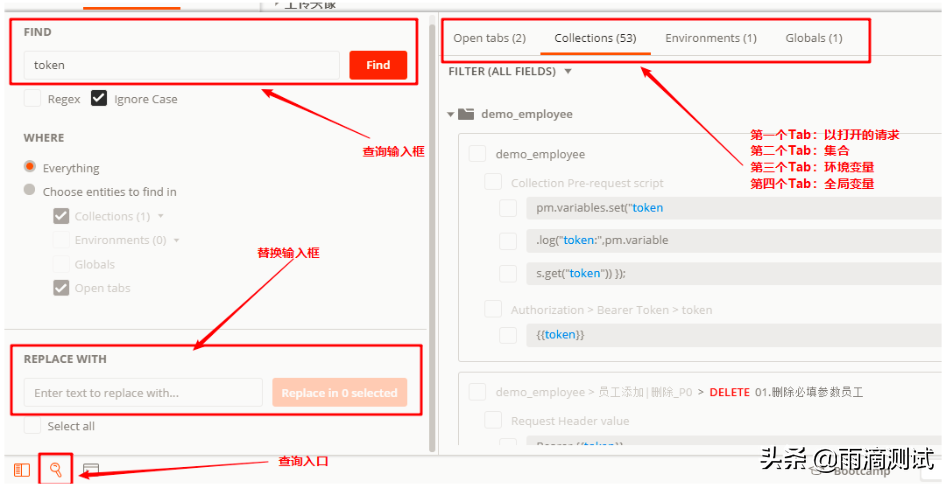 上传头像
FIND
token
Find
Regex
Ignore Case
查询输入框
WHERE
Everything
Choose entities to find in
Collections (1)
Environments (0)
Globals
Open tabs
替换输入框
REPLACE WITH
Enter text to replace with...
Replace in 0 selected
Select all
查询入口
Open tabs (2)
Collections (53)
Environments (1)
Globals (1)
FILTER (ALL FIELDS)
demo_employee
demo_employee
第一个Tab：以打开的请求
第二个Tab：集合
第三个Tab：环境变量
第四个Tab：全局变量
Collection Pre-request script
pm.variables.set("token
.log("token:",pm.variable
s.get("token")) });
Authorization > Bearer Token > token
{{token}}
demo_employee > 员工添加|删除_P0 > DELETE 01.删除必填参数员工
Request Header value
Bearer {{token}}
Bootcamp
头条 @雨滴测试